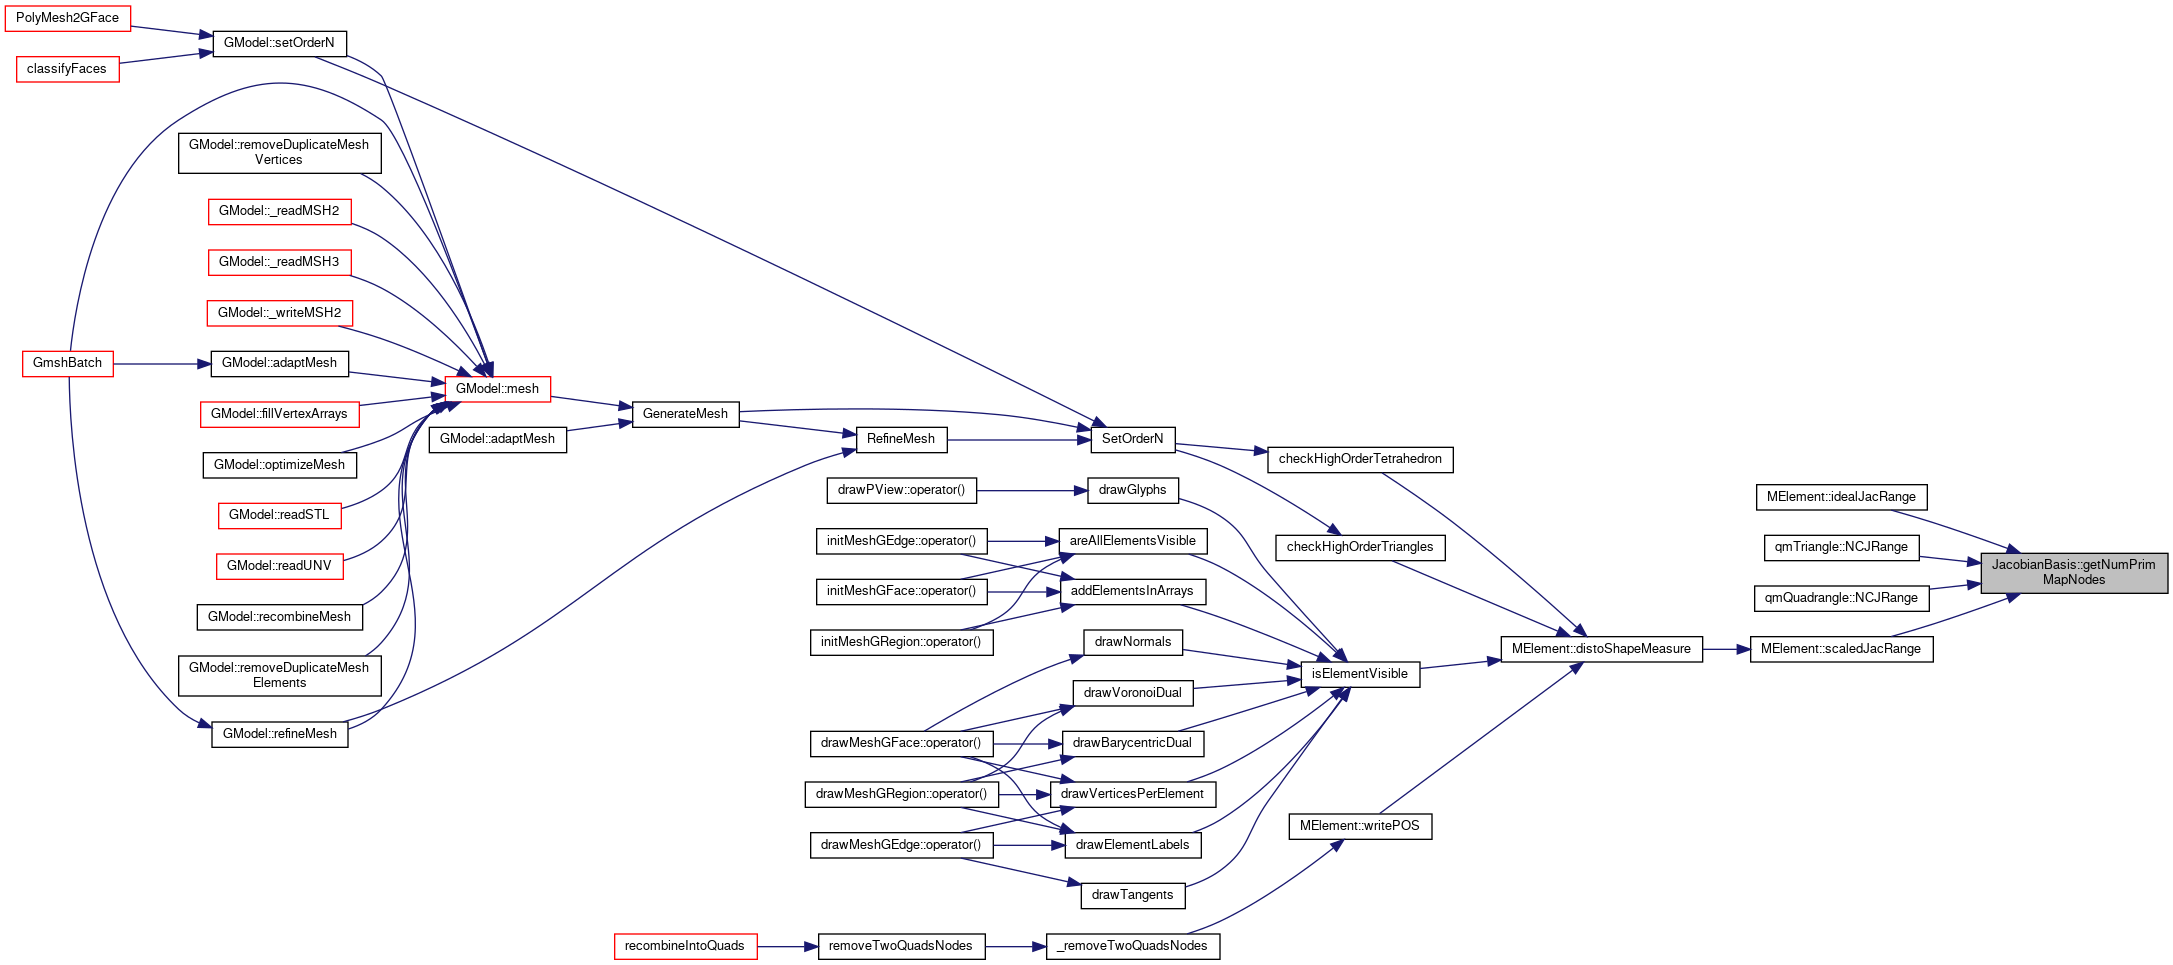 PolyMesh2GFace
classifyFaces
GModel::setOrderN
GModel::removeDuplicateMesh
Vertices
GModel::_readMSH2
GModel::_readMSH3
GModel::_writeMSH2
GmshBatch
GModel::adaptMesh
GModel::fillVertexArrays
GModel::optimizeMesh
GModel::readSTL
GModel::readUNV
GModel::recombineMesh
GModel::removeDuplicateMesh
Elements
GModel::refineMesh
GModel::mesh
GModel::adaptMesh
GenerateMesh
RefineMesh
SetOrderN
checkHighOrderTetrahedron
checkHighOrderTriangles
drawPView::operator()
drawGlyphs
initMeshGEdge::operator()
areAllElementsVisible
initMeshGFace::operator()
addElementsInArrays
initMeshGRegion::operator()
drawNormals
drawVoronoiDual
drawMeshGFace::operator()
drawBarycentricDual
drawMeshGRegion::operator()
drawVerticesPerElement
drawMeshGEdge::operator()
drawElementLabels
drawTangents
recombineIntoQuads
removeTwoQuadsNodes
_removeTwoQuadsNodes
isElementVisible
MElement::writePOS
MElement::distoShapeMeasure
MElement::idealJacRange
qmTriangle::NCJRange
qmQuadrangle::NCJRange
MElement::scaledJacRange
JacobianBasis::getNumPrim
MapNodes